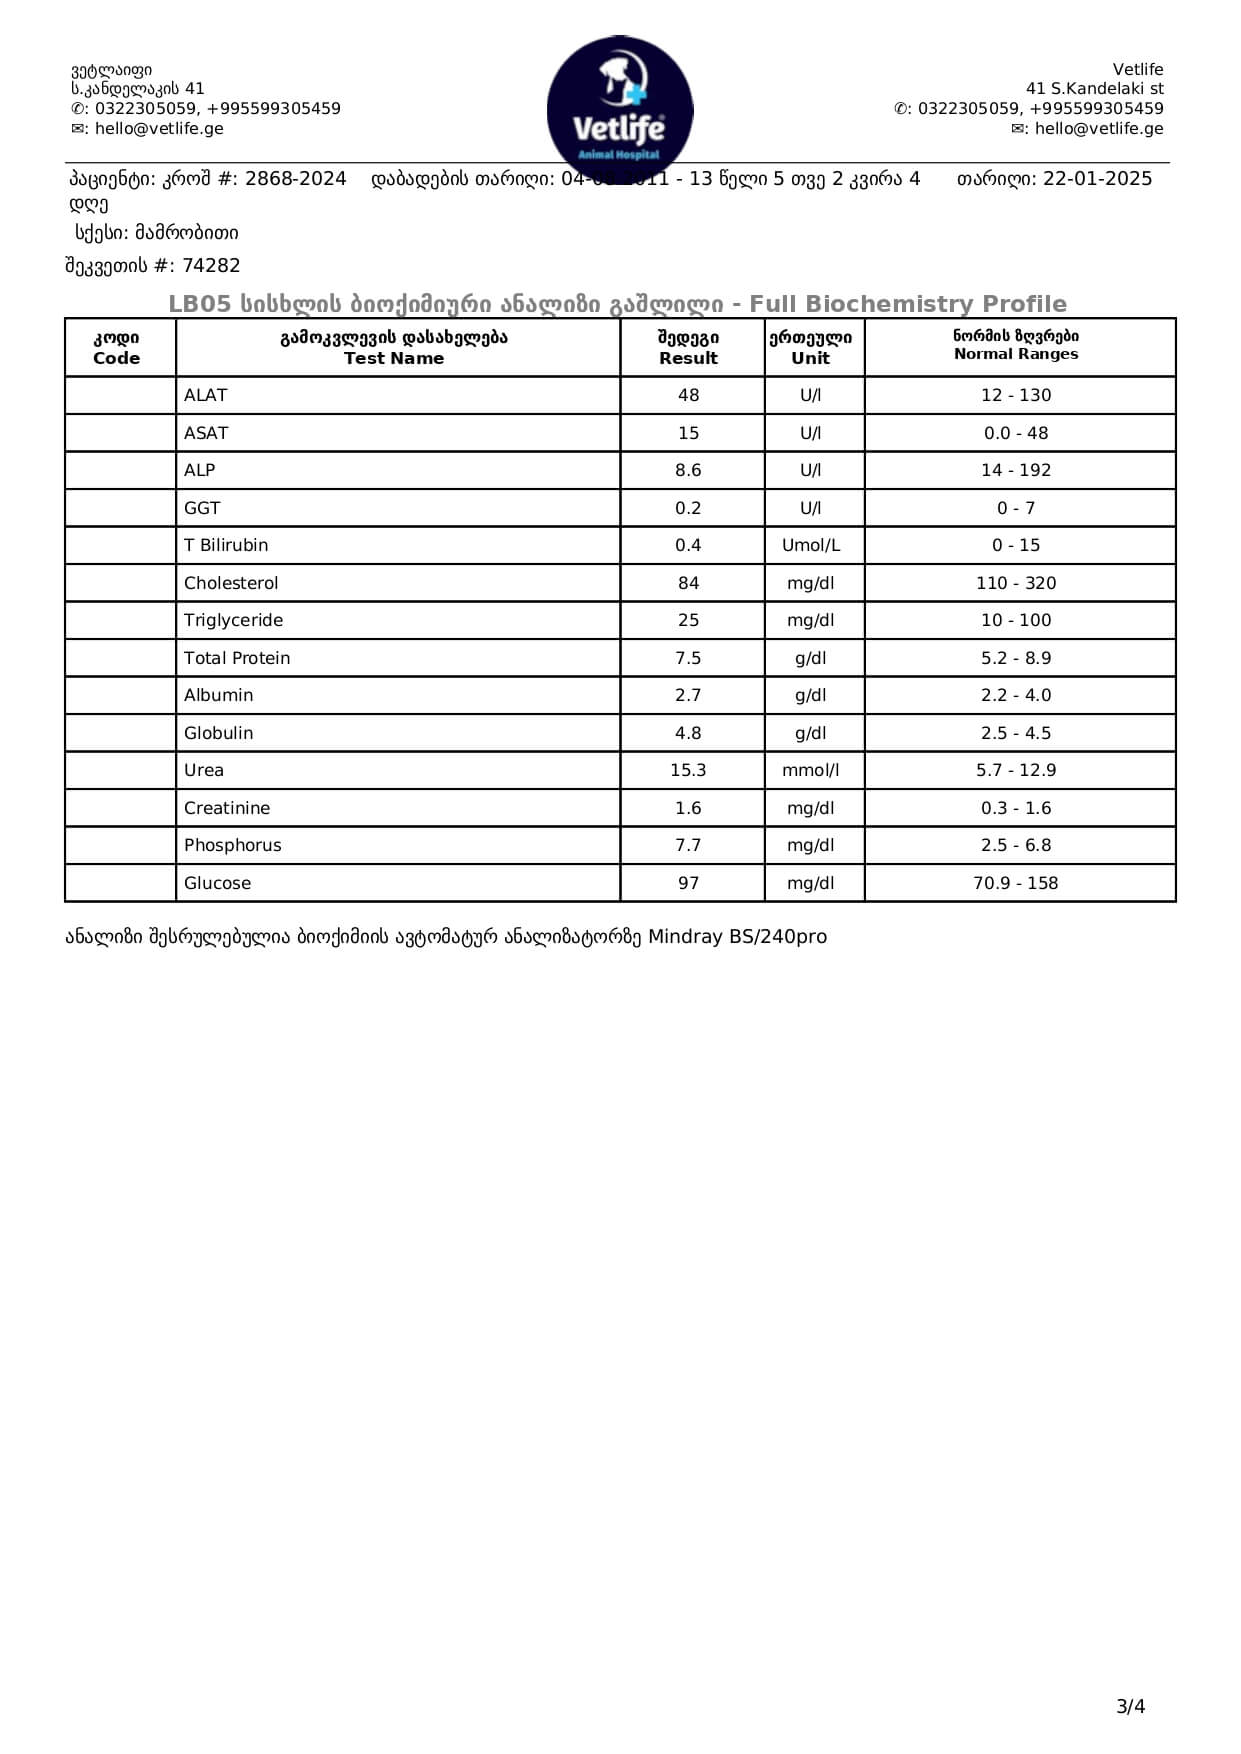 ვეტლაიფი
ს.კანდელაკის 41
✆: 0322305059, +995599305459
✉: hello@vetlife.ge
Vetlife
Animal Hospital
Vetlife
41 S.Kandelaki st
✆: 0322305059, +995599305459
✉: hello@vetlife.ge
პაციენტი: კროშ #: 2868-2024 დაბადების თარიღი: - 13 წელი 5 თვე 2 კვირა 4 თარიღი: 22-01-2025
დღე
სქესი: მამრობითი
შეკვეთის #: 74282
LB05 სისხლის ბიოქიმიური ანალიზი გაშლილი - Full Biochemistry Profile
კოდი გამოკვლევის დასახელება შედეგი ერთეული ნორმის ზღვრები
Code Test Name Result Unit Normal Ranges
ALAT 48 U/l 12 - 130
ASAT 15 U/l 0.0 - 48
ALP 8.6 U/l 14 - 192
GGT 0.2 U/l 0 - 7
T Bilirubin 0.4 Umol/L 0 - 15
Cholesterol 84 mg/dl 110 - 320
Triglyceride 25 mg/dl 10 - 100
Total Protein 7.5 g/dl 5.2 - 8.9
Albumin 2.7 g/dl 2.2 - 4.0
Globulin 4.8 g/dl 2.5 - 4.5
Urea 15.3 mmol/l 5.7 - 12.9
Creatinine 1.6 mg/dl 0.3 - 1.6
Phosphorus 7.7 mg/dl 2.5 - 6.8
Glucose 97 mg/dl 70.9 - 158
ანალიზი შესრულებულია ბიოქიმიის ავტომატურ ანალიზატორზე Mindray BS/240pro
3/4